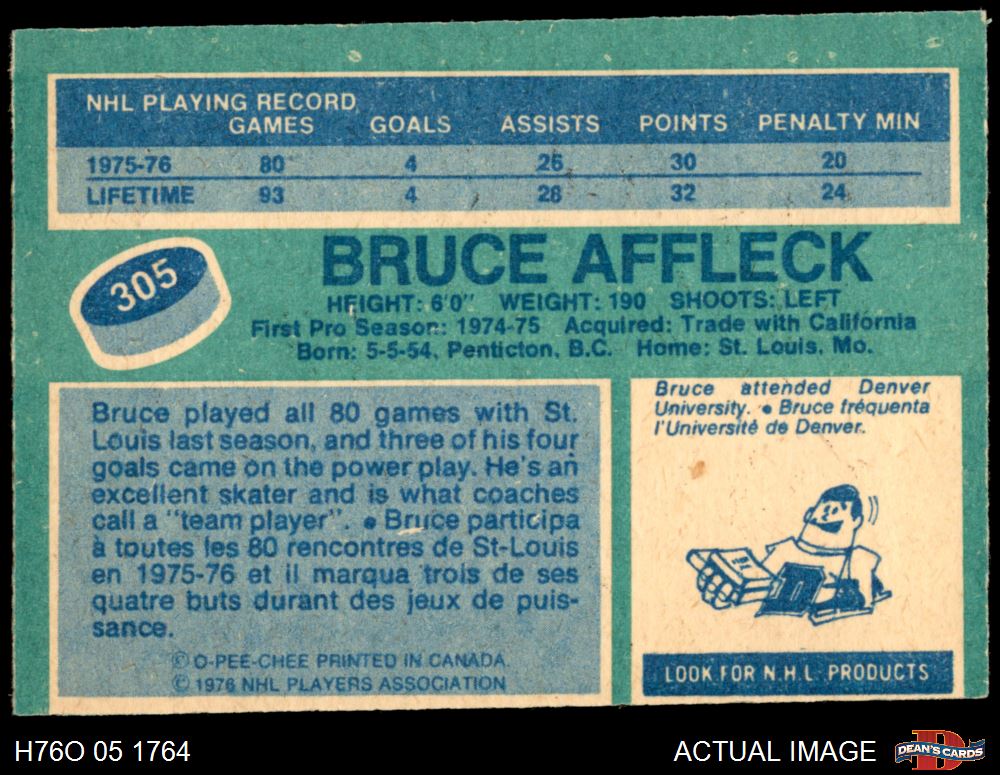 NHL PLAYING RECORD
GAMES GOALS ASSISTS POINTS PENALTY MIN
1975-76 80 4 26 30 20
LIFETIME 93 4 28 32 24
305
BRUCE AFFLECK
HEIGHT: 6'0" WEIGHT: 190 SHOOTS: LEFT
First Pro Season: 1974-75 Acquired: Trade with California
Born: 5-5-54, Penticton, B.C. Home: St. Louis, Mo.
Bruce played all 80 games with St.
Louis last season, and three of his four
goals came on the power play. He's an
excellent skater and is what coaches
call a "team player". ● Bruce participa
à toutes les 80 rencontres de St-Louis
en 1975-76 et il marqua trois de ses
quatre buts durant des jeux de puis-
sance.
© O-PEE-CHEE PRINTED IN CANADA.
© 1976 NHL PLAYERS ASSOCIATION
Bruce attended Denver
University. ● Bruce fréquenta
l'Université de Denver.
LOOK FOR N.H.L. PRODUCTS
H76O 05 1764
ACTUAL IMAGE
DEAN'S CARDS